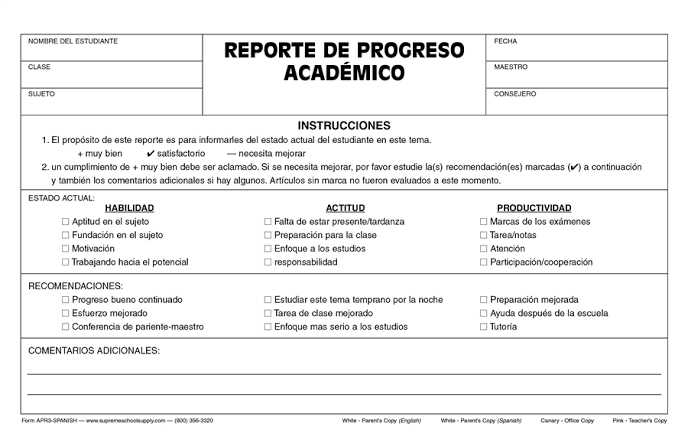 NOMBRE DEL ESTUDIANTE
REPORTE DE PROGRESO
ACADÉMICO
FECHA
CLASE
MAESTRO
SUJETO
CONSEJERO
INSTRUCCIONES
1. El propósito de este reporte es para informarles del estado actual del estudiante en este tema.
+ muy bien ✔ satisfactorio — necesita mejorar
2. un cumplimiento de + muy bien debe ser aclamado. Si se necesita mejorar, por favor estudie la(s) recomendación(es) marcadas (✔) a continuación
y también los comentarios adicionales si hay algunos. Artículos sin marca no fueron evaluados a este momento.
ESTADO ACTUAL:
HABILIDAD ACTITUD PRODUCTIVIDAD
☐ Aptitud en el sujeto ☐ Falta de estar presente/tardanza ☐ Marcas de los exámenes
☐ Fundación en el sujeto ☐ Preparación para la clase ☐ Tarea/notas
☐ Motivación ☐ Enfoque a los estudios ☐ Atención
☐ Trabajando hacia el potencial ☐ responsabilidad ☐ Participación/cooperación
RECOMENDACIONES:
☐ Progreso bueno continuado ☐ Estudiar este tema temprano por la noche ☐ Preparación mejorada
☐ Esfuerzo mejorado ☐ Tarea de clase mejorado ☐ Ayuda después de la escuela
☐ Conferencia de pariente-maestro ☐ Enfoque mas serio a los estudios ☐ Tutoría
COMENTARIOS ADICIONALES:
Form APR3-SPANISH — www.supremeschoolsupply.com — (800) 356-3320 White - Parent's Copy (English) White - Parent's Copy (Spanish) Canary - Office Copy Pink - Teacher's Copy